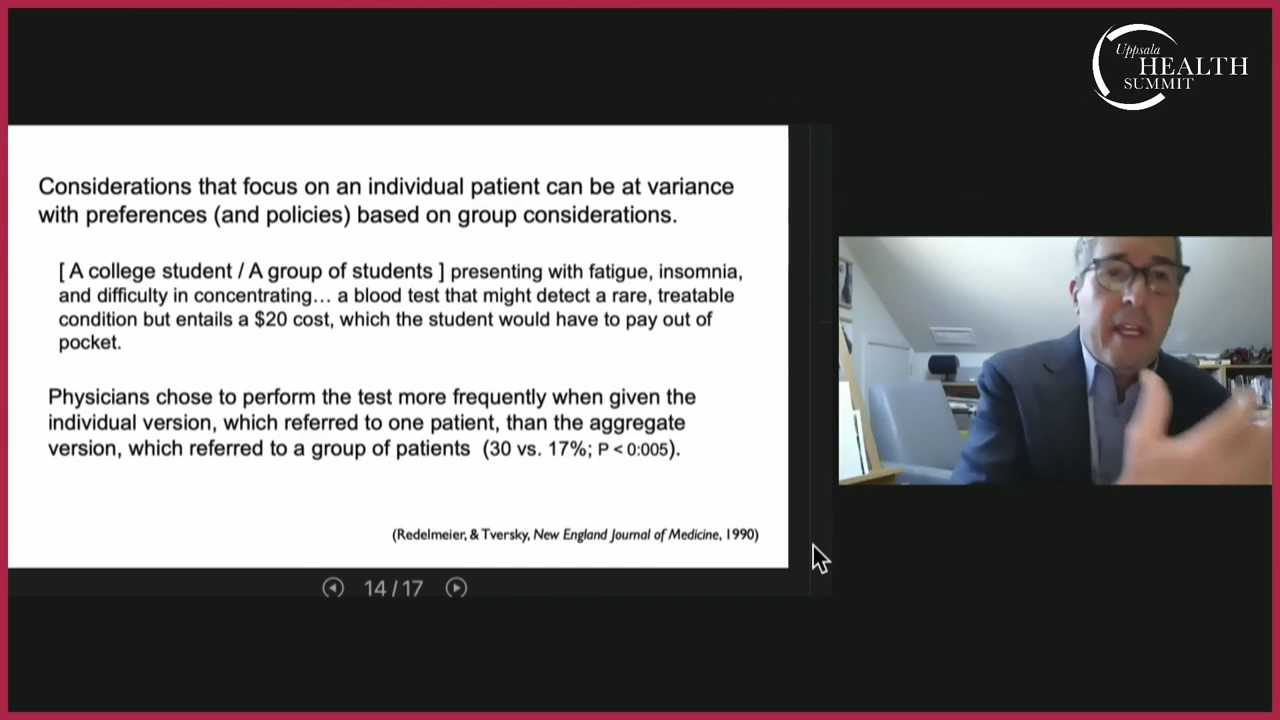 Uppsala
HEALTH
SUMMIT
Considerations that focus on an individual patient can be at variance
with preferences (and policies) based on group considerations.
[ A college student / A group of students ] presenting with fatigue, insomnia,
and difficulty in concentrating… a blood test that might detect a rare, treatable
condition but entails a $20 cost, which the student would have to pay out of
pocket.
Physicians chose to perform the test more frequently when given the
individual version, which referred to one patient, than the aggregate
version, which referred to a group of patients (30 vs. 17%; P < 0:005).
(Redelmeier, & Tversky, New England Journal of Medicine, 1990)
14 / 17